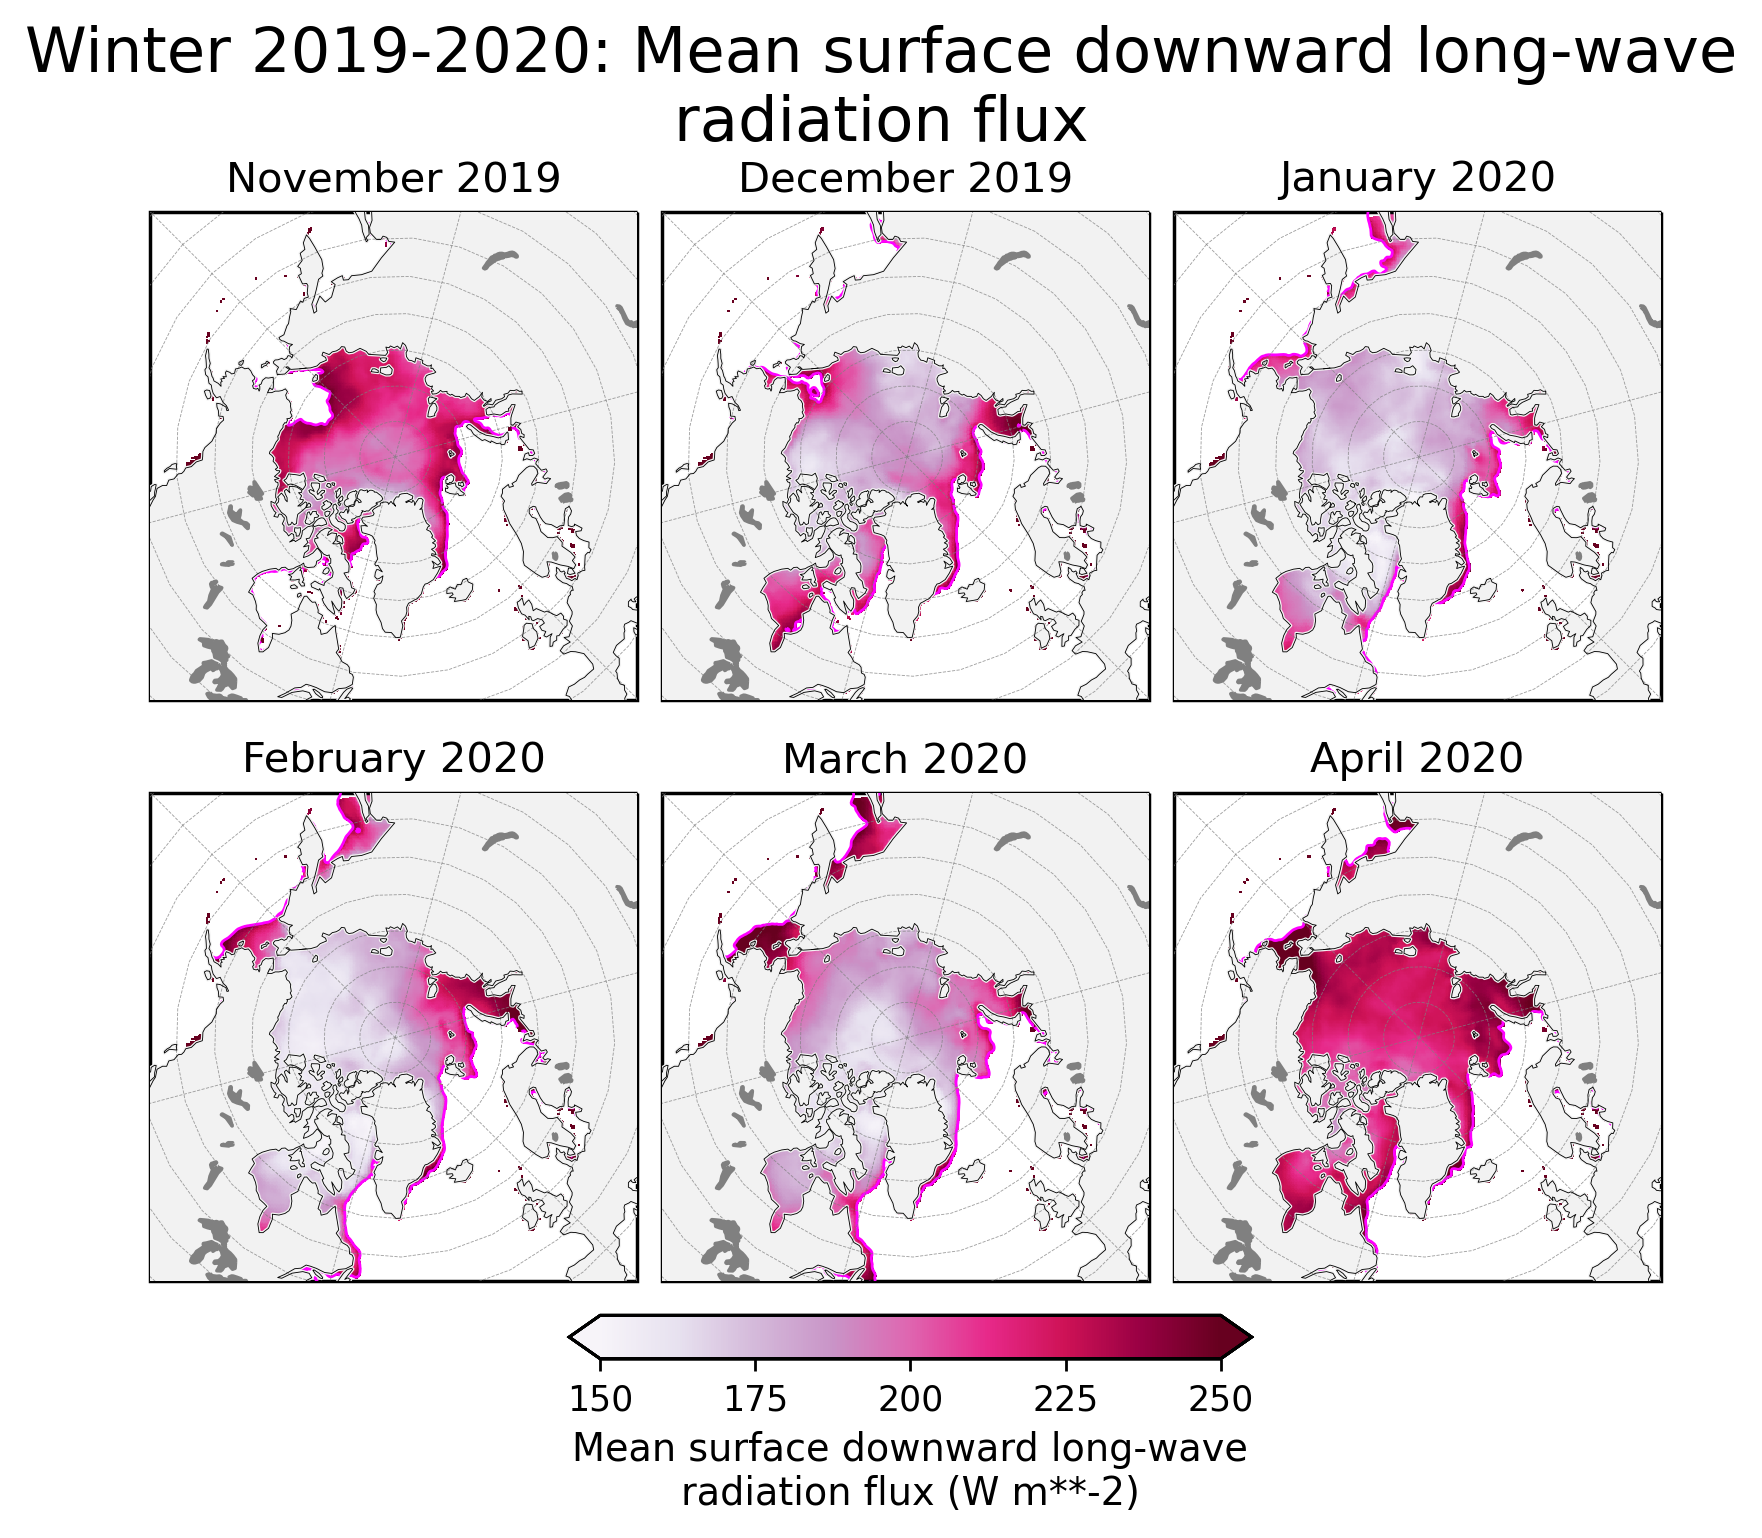 Winter 2019-2020: Mean surface downward long-wave
radiation flux
November 2019
December 2019
January 2020
February 2020
March 2020
April 2020
150
175
200
225
250
Mean surface downward long-wave
radiation flux (W m**-2)